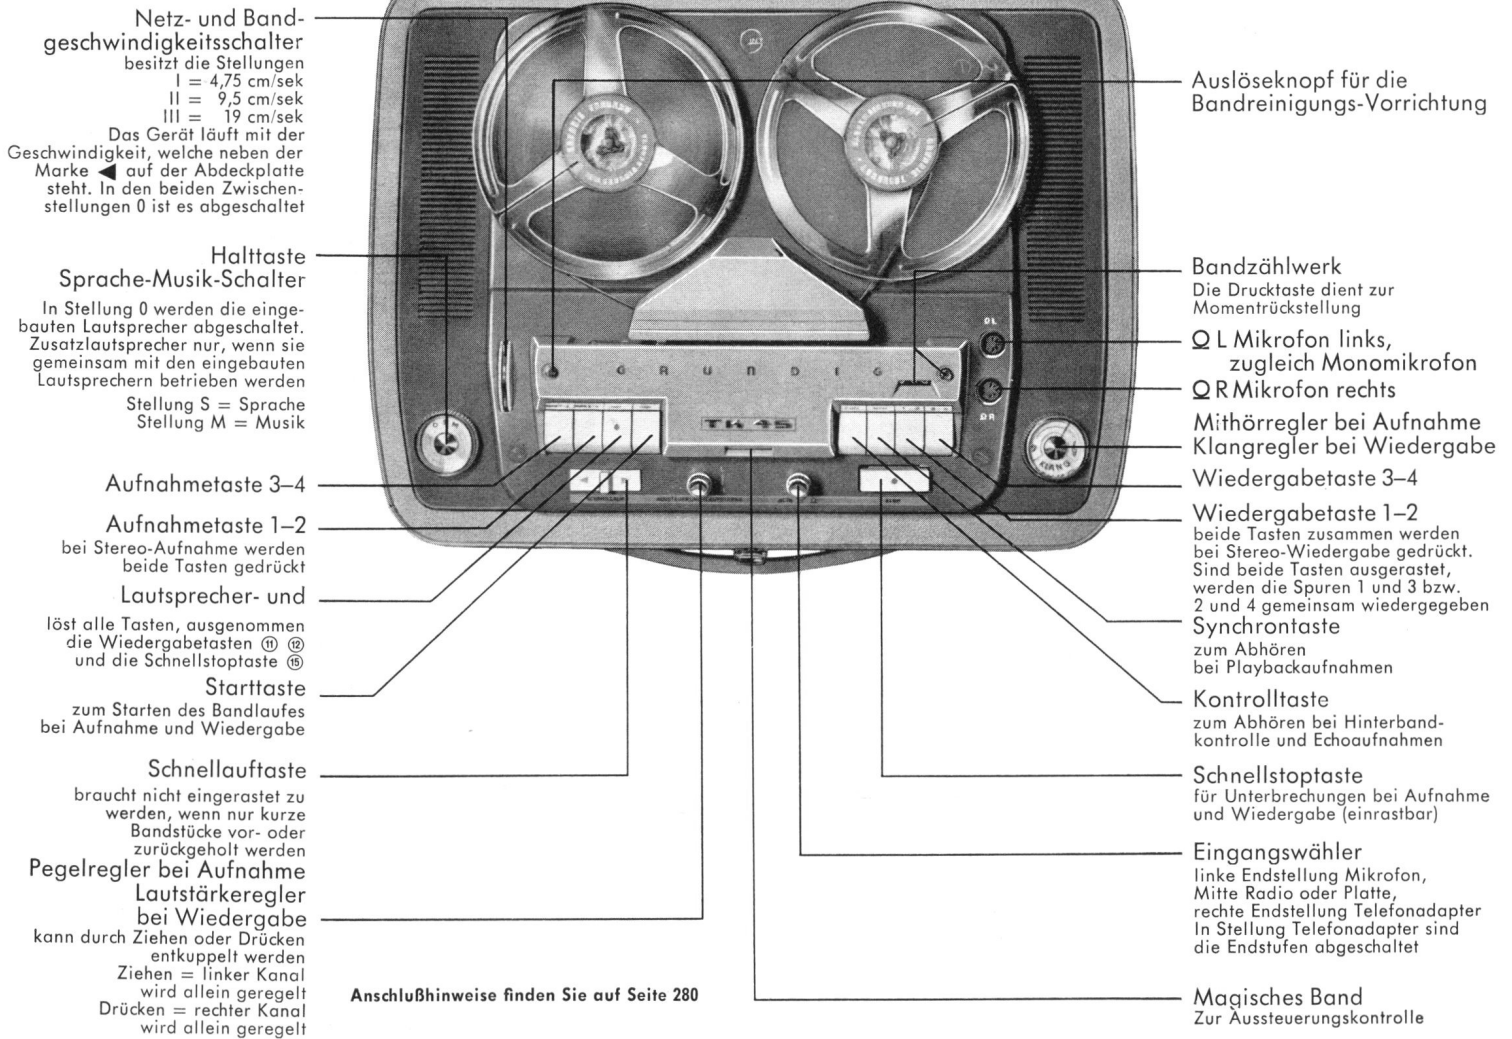 Netz- und Band-
geschwindigkeitsschalter
besitzt die Stellungen
I = 4,75 cm/sek
II = 9,5 cm/sek
III = 19 cm/sek
Das Gerät läuft mit der
Geschwindigkeit, welche neben der
Marke ◀ auf der Abdeckplatte
steht. In den beiden Zwischen-
stellungen 0 ist es abgeschaltet
Halttaste
Sprache-Musik-Schalter
In Stellung 0 werden die einge-
bauten Lautsprecher abgeschaltet.
Zusatzlautsprecher nur, wenn sie
gemeinsam mit den eingebauten
Lautsprechern betrieben werden
Stellung S = Sprache
Stellung M = Musik
Aufnahmetaste 3–4
Aufnahmetaste 1–2
bei Stereo-Aufnahme werden
beide Tasten gedrückt
Lautsprecher- und
löst alle Tasten, ausgenommen
die Wiedergabetasten ⑪ ⑫
und die Schnellstoptaste ⑮
Starttaste
zum Starten des Bandlaufes
bei Aufnahme und Wiedergabe
Schnellauftaste
braucht nicht eingerastet zu
werden, wenn nur kurze
Bandstücke vor- oder
zurückgeholt werden
Pegelregler bei Aufnahme
Lautstärkeregler
bei Wiedergabe
kann durch Ziehen oder Drücken
entkuppelt werden
Ziehen = linker Kanal
wird allein geregelt
Drücken = rechter Kanal
wird allein geregelt
GRUNDIG
TK 45
L
R
KLANG
Anschlußhinweise finden Sie auf Seite 280
Auslöseknopf für die
Bandreinigungs-Vorrichtung
Bandzählwerk
Die Drucktaste dient zur
Momentrückstellung
L Mikrofon links,
zugleich Monomikrofon
R Mikrofon rechts
Mithörregler bei Aufnahme
Klangregler bei Wiedergabe
Wiedergabetaste 3–4
Wiedergabetaste 1–2
beide Tasten zusammen werden
bei Stereo-Wiedergabe gedrückt.
Sind beide Tasten ausgerastet,
werden die Spuren 1 und 3 bzw.
2 und 4 gemeinsam wiedergegeben
Synchrontaste
zum Abhören
bei Playbackaufnahmen
Kontrolltaste
zum Abhören bei Hinterband-
kontrolle und Echoaufnahmen
Schnellstoptaste
für Unterbrechungen bei Aufnahme
und Wiedergabe (einrastbar)
Eingangswähler
linke Endstellung Mikrofon,
Mitte Radio oder Platte,
rechte Endstellung Telefonadapter
In Stellung Telefonadapter sind
die Endstufen abgeschaltet
Magisches Band
Zur Aussteuerungskontrolle